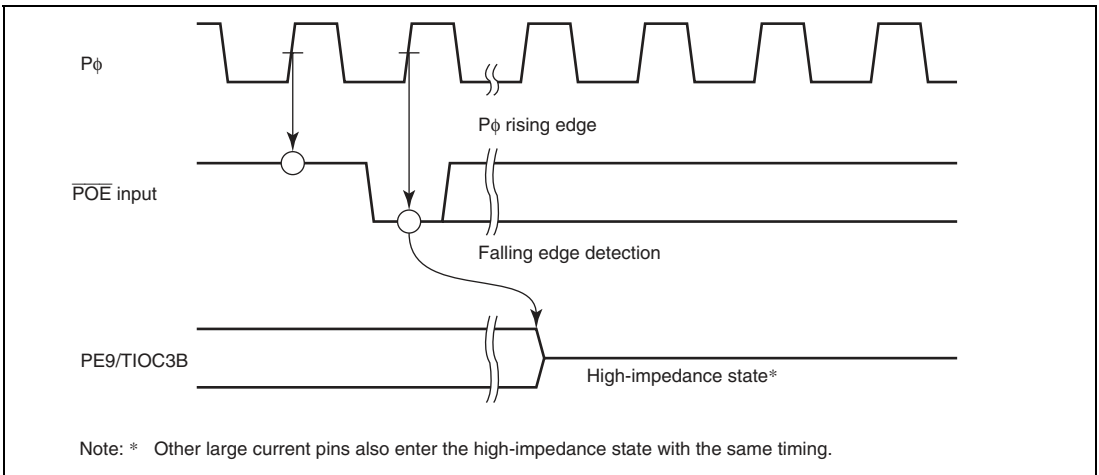 Pϕ
Pϕ rising edge
POE input
Falling edge detection
PE9/TIOC3B
High-impedance state*
Note: * Other large current pins also enter the high-impedance state with the same timing.